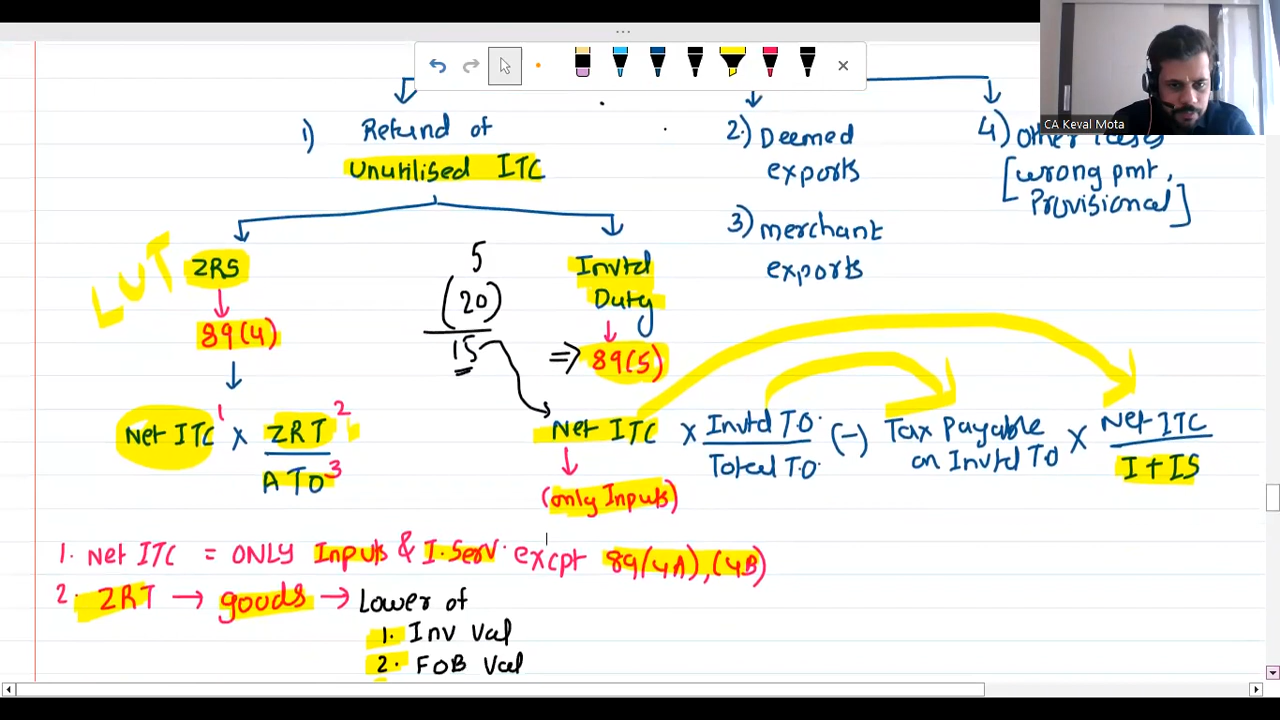 CA Keval Mota
1) Refund of
Unutilised ITC
2) Deemed
exports
3) merchant
exports
4) Other
[wrong pmt,
Provisional]
LUT
ZRS
89(4)
Net ITC 1 × ZRT 2
ATO 3
5
(20)
15
Invtd
Duty
⇒ 89(5)
Net ITC × Invtd TO. (-) Tax Payable × Net ITC
Total T.O. on Invtd TO I + IS
(only Inputs)
1. Net ITC = ONLY Inputs & I.Serv. excpt 89(4A),(4B)
2. ZRT → goods → Lower of
1. Inv Val
2. FOB Val